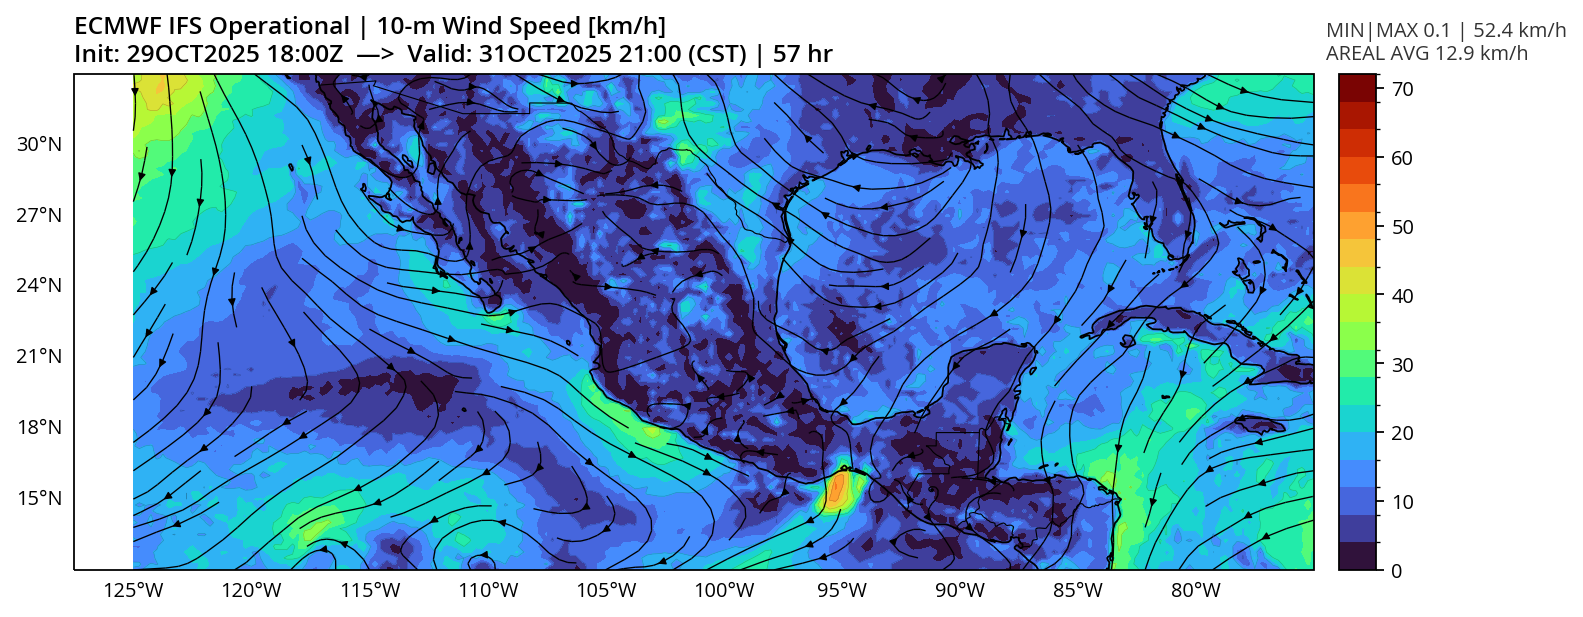 ECMWF IFS Operational | 10-m Wind Speed [km/h]
Init: 29OCT2025 18:00Z —> Valid: 31OCT2025 21:00 (CST) | 57 hr
MIN|MAX 0.1 | 52.4 km/h
AREAL AVG 12.9 km/h
30°N
27°N
24°N
21°N
18°N
15°N
125°W 120°W 115°W 110°W 105°W 100°W 95°W 90°W 85°W 80°W
70
60
50
40
30
20
10
0